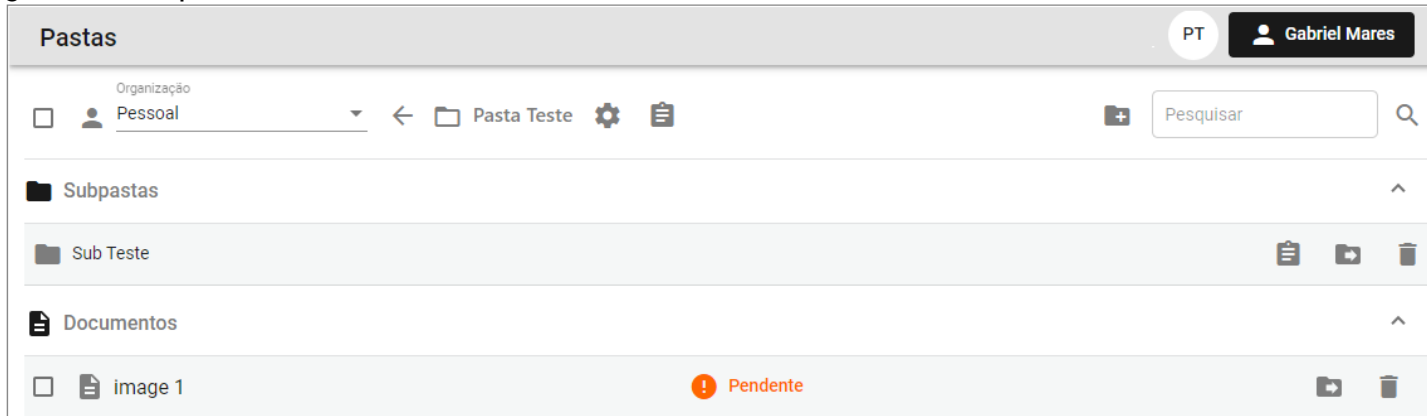 Pastas
PT
Gabriel Mares
Organização
Pessoal
Pasta Teste
Pesquisar
Subpastas
Sub Teste
Documentos
image 1
Pendente